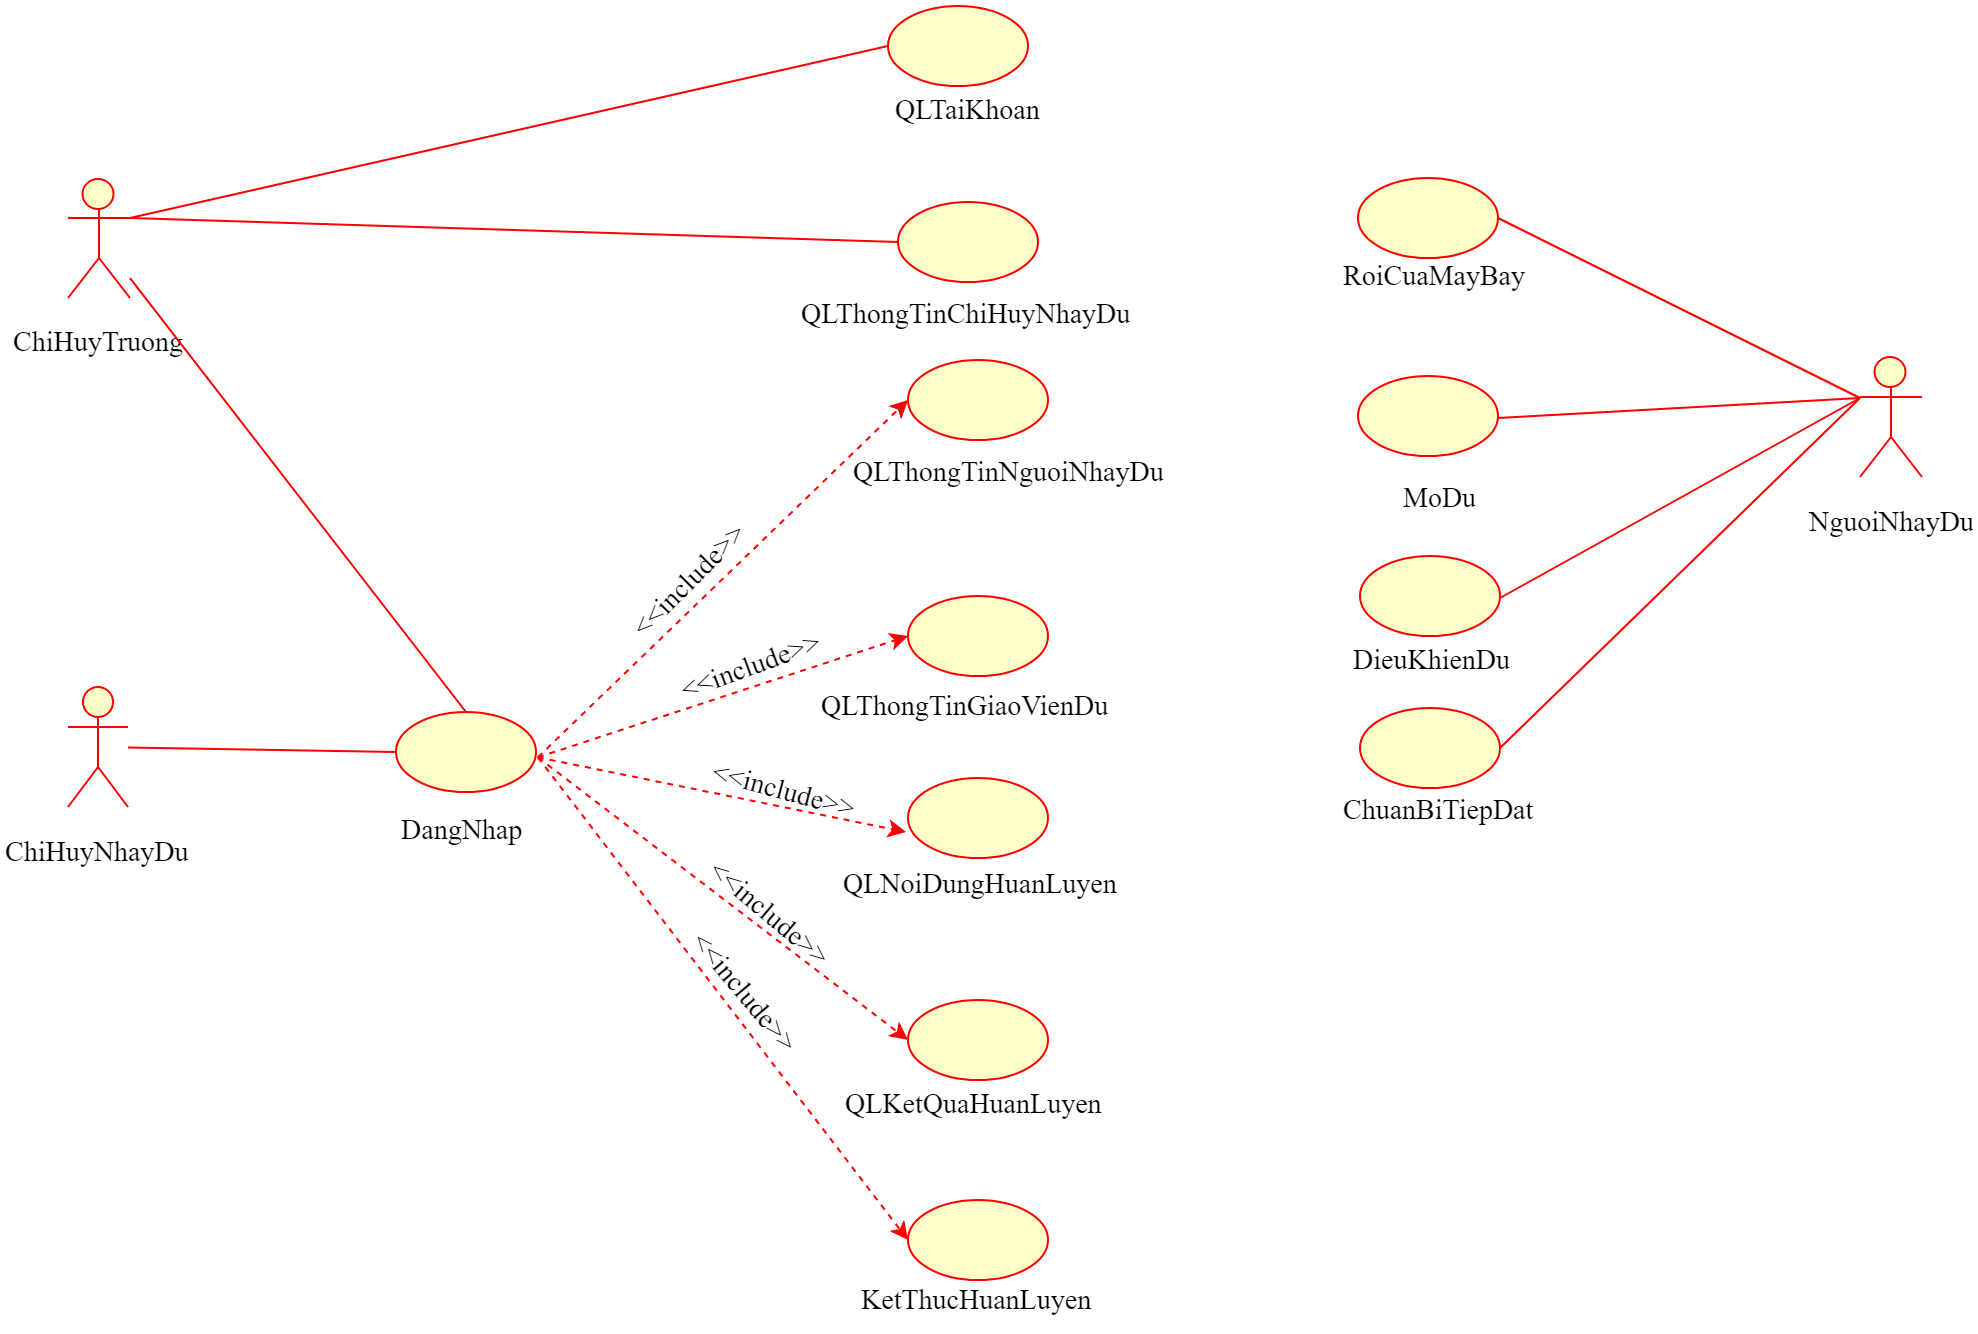 QLTaiKhoan
ChiHuyTruong
QLThongTinChiHuyNhayDu
QLThongTinNguoiNhayDu
<<include>>
<<include>>
QLThongTinGiaoVienDu
<<include>>
ChiHuyNhayDu
DangNhap
QLNoiDungHuanLuyen
<<include>>
<<include>>
QLKetQuaHuanLuyen
KetThucHuanLuyen
RoiCuaMayBay
MoDu
NguoiNhayDu
DieuKhienDu
ChuanBiTiepDat